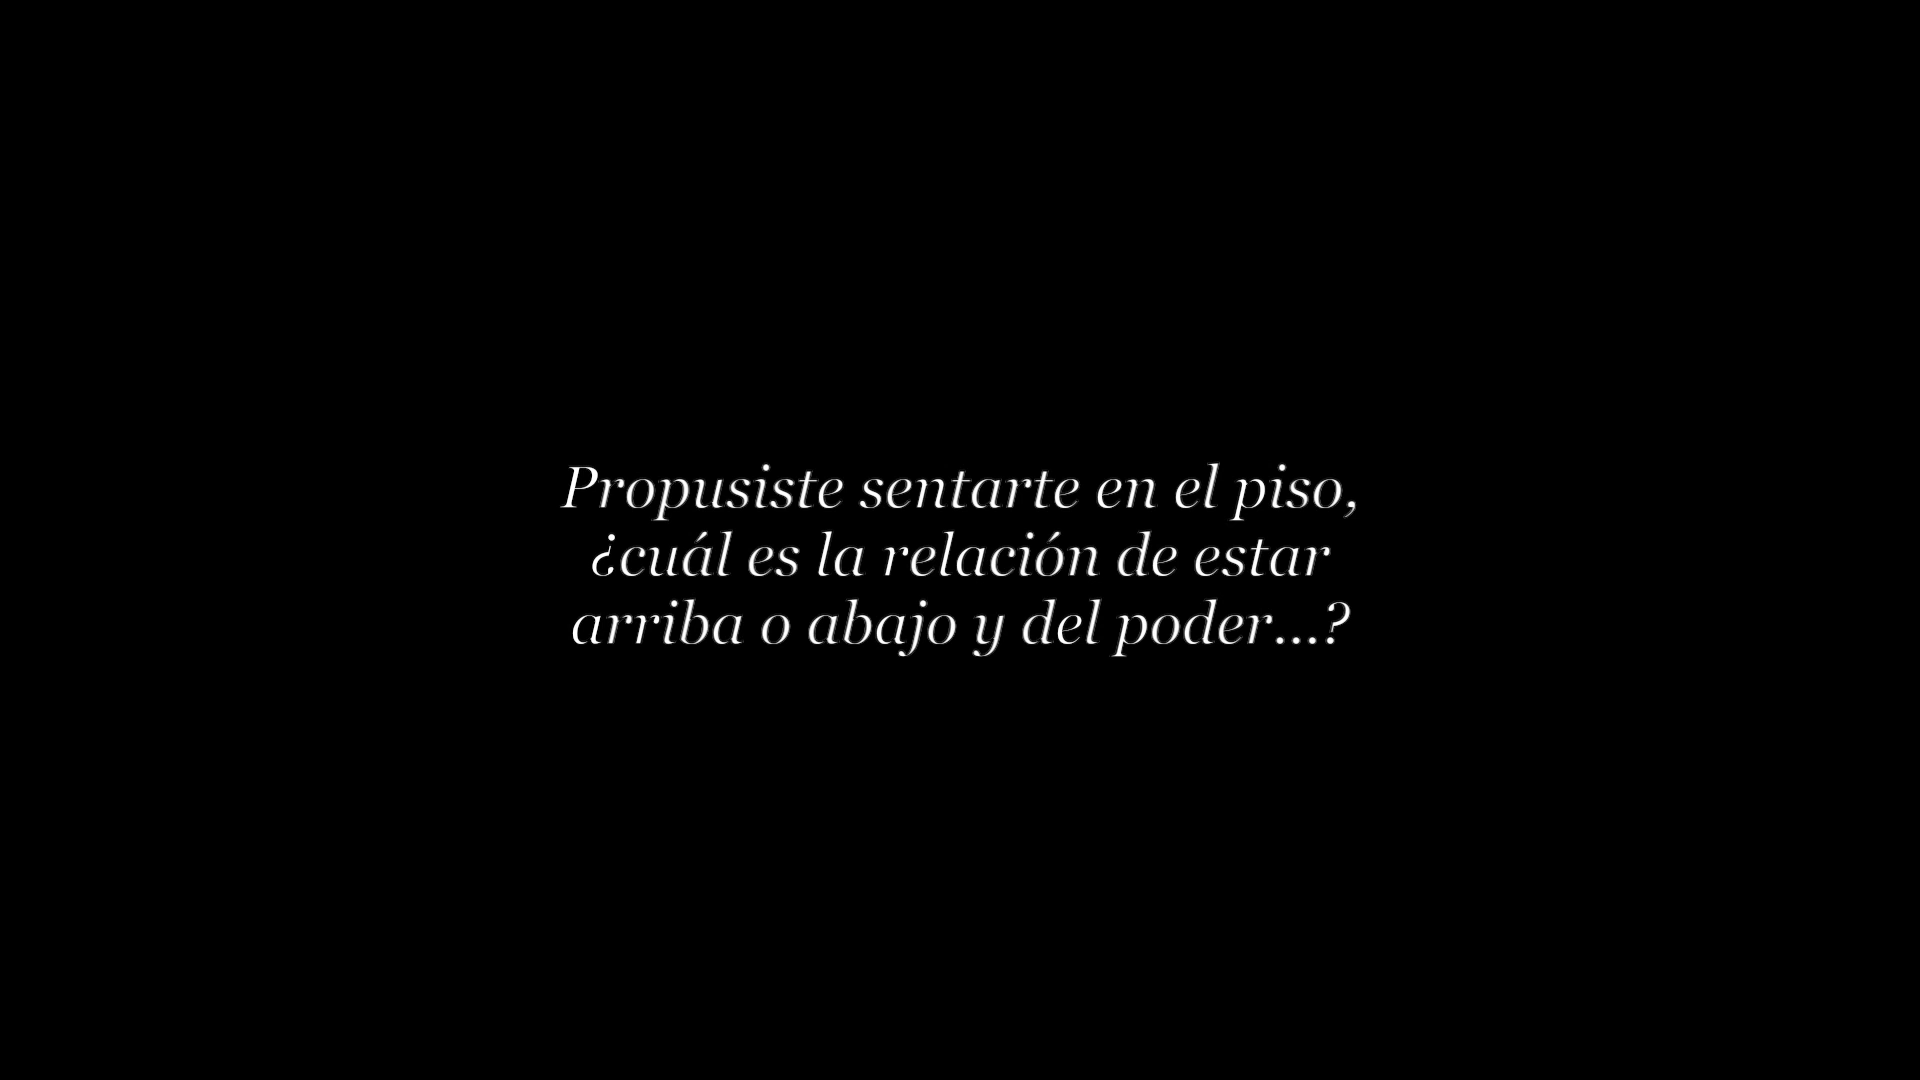 Propusiste sentarte en el piso,
¿cuál es la relación de estar
arriba o abajo y del poder...?